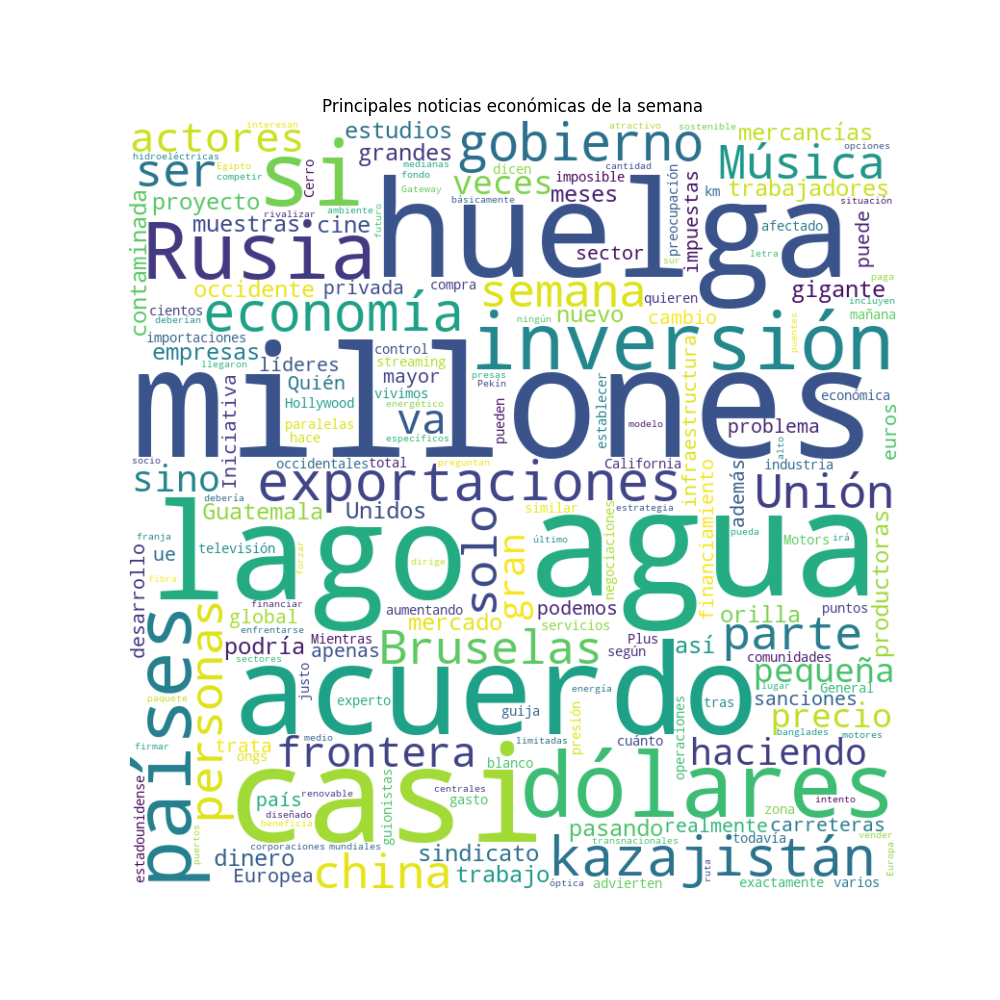 Principales noticias económicas de la semana
interesan
actores
estudios
gobierno
atractivo
sostenible
mercancías
opciones
hidroeléctricas
Egipto
competir
ser
si
Cerro
grandes
medianas
fondo
Gateway
dicen
veces
básicamente
imposible
cantidad
meses
preocupación
impuestas
km
Música
trabajadores
situación
contaminada
proyecto
rivalizar
ambiente
futuro
muestras
cine
huelga
sector
sur
afectado
letra
puede
Rusia
occidente
privada
compra
semana
quieren
gigante
paga
incluyen
mañana
cientos
deberían
economía
ningún
nuevo
cambio
puentes
inversión
importaciones
empresas
llegaron
líderes
control
streaming
mayor
presas
Pekín
Quién
vivimos
Hollywood
energético
económica
millones
Iniciativa
paralelas
hace
va
específicos
pueden
establecer
modelo
infraestructura
problema
alto
euros
socio
sino
occidentales
total
preguntan
California
financiamiento
además
industria
exportaciones
Unión
debería
Guatemala
Unidos
similar
estrategia
negociaciones
franja
ue
televisión
forzar
solo
gran
último
pueda
Motors
irá
productoras
desarrollo
fibra
lago
dirige
agua
países
personas
financiar
global
enfrentarse
aumentando
mercado
podemos
servicios
orilla
puntos
podría
Mientras
apenas
Bruselas
según
Plus
así
parte
comunidades
sectores
paquete
justo
experto
acuerdo
energía
guija
tras
lugar
pequeña
General
sanciones
precio
banglades
motores
firmar
trata
ongs
medio
frontera
limitadas
presión
cuánto
operaciones
haciendo
estadounidense
puertos
país
renovable
diseñado
beneficia
guionistas
casi
blanco
centrales
gasto
dólares
zona
intento
corporaciones
mundiales
pasando
realmente
transnacionales
carreteras
todavía
vender
Europa
dinero
Europea
china
sindicato
trabajo
óptica
advierten
kazajistán
ruta
exactamente
varios